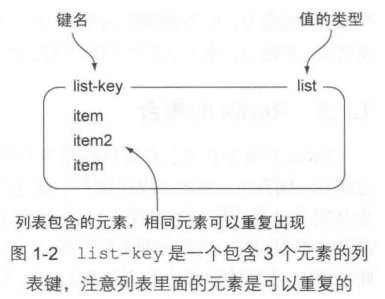 键名
值的类型
list-key
list
item
item2
item
列表包含的元素，相同元素可以重复出现
图 1-2 list-key 是一个包含 3 个元素的列
表键，注意列表里面的元素是可以重复的